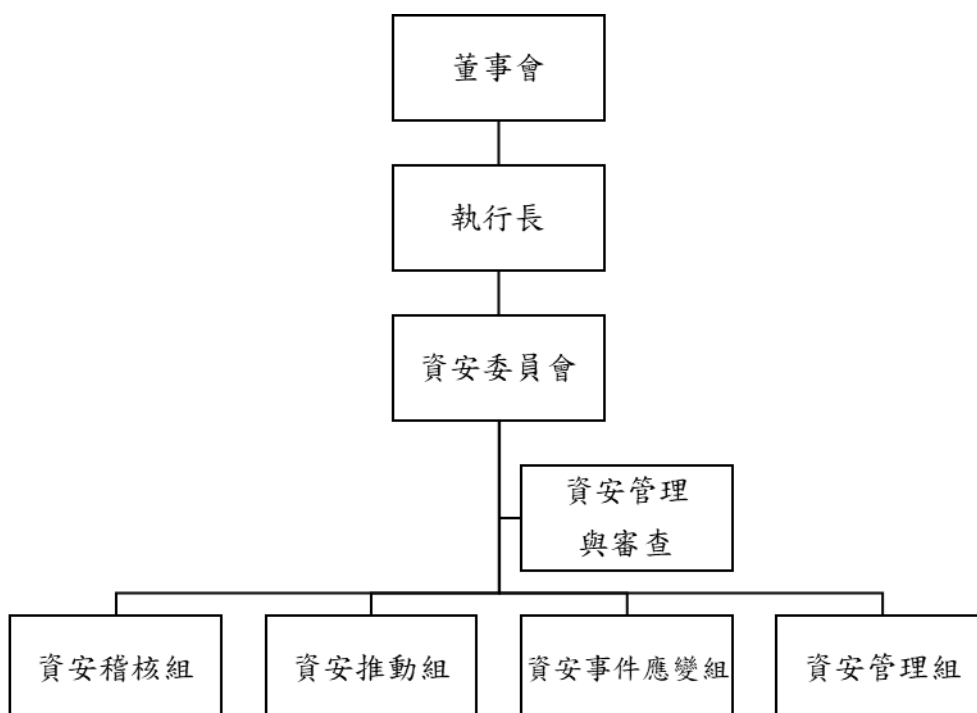 董事會
執行長
資安委員會
資安管理
與審查
資安稽核組
資安推動組
資安事件應變組
資安管理組